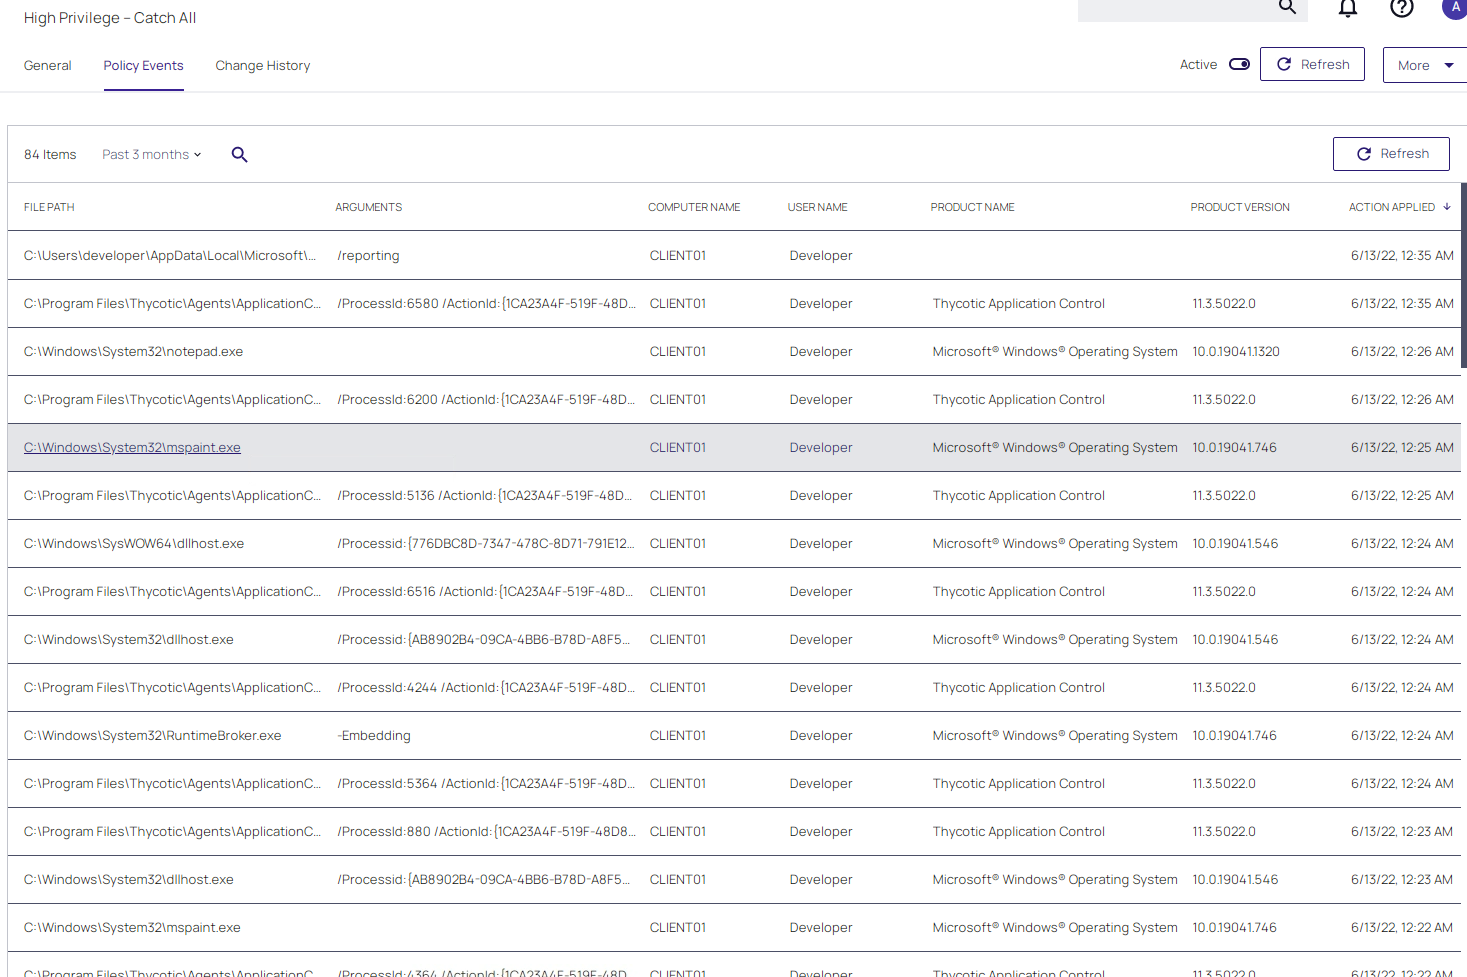 High Privilege – Catch All
A
General Policy Events Change History Active Refresh More
84 Items Past 3 months Refresh
FILE PATH ARGUMENTS COMPUTER NAME USER NAME PRODUCT NAME PRODUCT VERSION ACTION APPLIED
C:\Users\developer\AppData\Local\Microsoft\... /reporting CLIENT01 Developer 6/13/22, 12:35 AM
C:\Program Files\Thycotic\Agents\ApplicationC... /ProcessId:6580 /ActionId:{1CA23A4F-519F-48D... CLIENT01 Developer Thycotic Application Control 11.3.5022.0 6/13/22, 12:35 AM
C:\Windows\System32\notepad.exe CLIENT01 Developer Microsoft® Windows® Operating System 10.0.19041.1320 6/13/22, 12:26 AM
C:\Program Files\Thycotic\Agents\ApplicationC... /ProcessId:6200 /ActionId:{1CA23A4F-519F-48D... CLIENT01 Developer Thycotic Application Control 11.3.5022.0 6/13/22, 12:26 AM
C:\Windows\System32\mspaint.exe CLIENT01 Developer Microsoft® Windows® Operating System 10.0.19041.746 6/13/22, 12:25 AM
C:\Program Files\Thycotic\Agents\ApplicationC... /ProcessId:5136 /ActionId:{1CA23A4F-519F-48D... CLIENT01 Developer Thycotic Application Control 11.3.5022.0 6/13/22, 12:25 AM
C:\Windows\SysWOW64\dllhost.exe /Processid:{776DBC8D-7347-478C-8D71-791E12... CLIENT01 Developer Microsoft® Windows® Operating System 10.0.19041.546 6/13/22, 12:24 AM
C:\Program Files\Thycotic\Agents\ApplicationC... /ProcessId:6516 /ActionId:{1CA23A4F-519F-48D... CLIENT01 Developer Thycotic Application Control 11.3.5022.0 6/13/22, 12:24 AM
C:\Windows\System32\dllhost.exe /Processid:{AB8902B4-09CA-4BB6-B78D-A8F5... CLIENT01 Developer Microsoft® Windows® Operating System 10.0.19041.546 6/13/22, 12:24 AM
C:\Program Files\Thycotic\Agents\ApplicationC... /ProcessId:4244 /ActionId:{1CA23A4F-519F-48D... CLIENT01 Developer Thycotic Application Control 11.3.5022.0 6/13/22, 12:24 AM
C:\Windows\System32\RuntimeBroker.exe -Embedding CLIENT01 Developer Microsoft® Windows® Operating System 10.0.19041.746 6/13/22, 12:24 AM
C:\Program Files\Thycotic\Agents\ApplicationC... /ProcessId:5364 /ActionId:{1CA23A4F-519F-48D... CLIENT01 Developer Thycotic Application Control 11.3.5022.0 6/13/22, 12:24 AM
C:\Program Files\Thycotic\Agents\ApplicationC... /ProcessId:880 /ActionId:{1CA23A4F-519F-48D8... CLIENT01 Developer Thycotic Application Control 11.3.5022.0 6/13/22, 12:23 AM
C:\Windows\System32\dllhost.exe /Processid:{AB8902B4-09CA-4BB6-B78D-A8F5... CLIENT01 Developer Microsoft® Windows® Operating System 10.0.19041.546 6/13/22, 12:23 AM
C:\Windows\System32\mspaint.exe CLIENT01 Developer Microsoft® Windows® Operating System 10.0.19041.746 6/13/22, 12:22 AM
C:\Program Files\Thycotic\Agents\ApplicationC... /ProcessId:4364 /ActionId:{1CA23A4F-519F-48D... CLIENT01 Developer Thycotic Application Control 11.3.5022.0 6/13/22, 12:22 AM